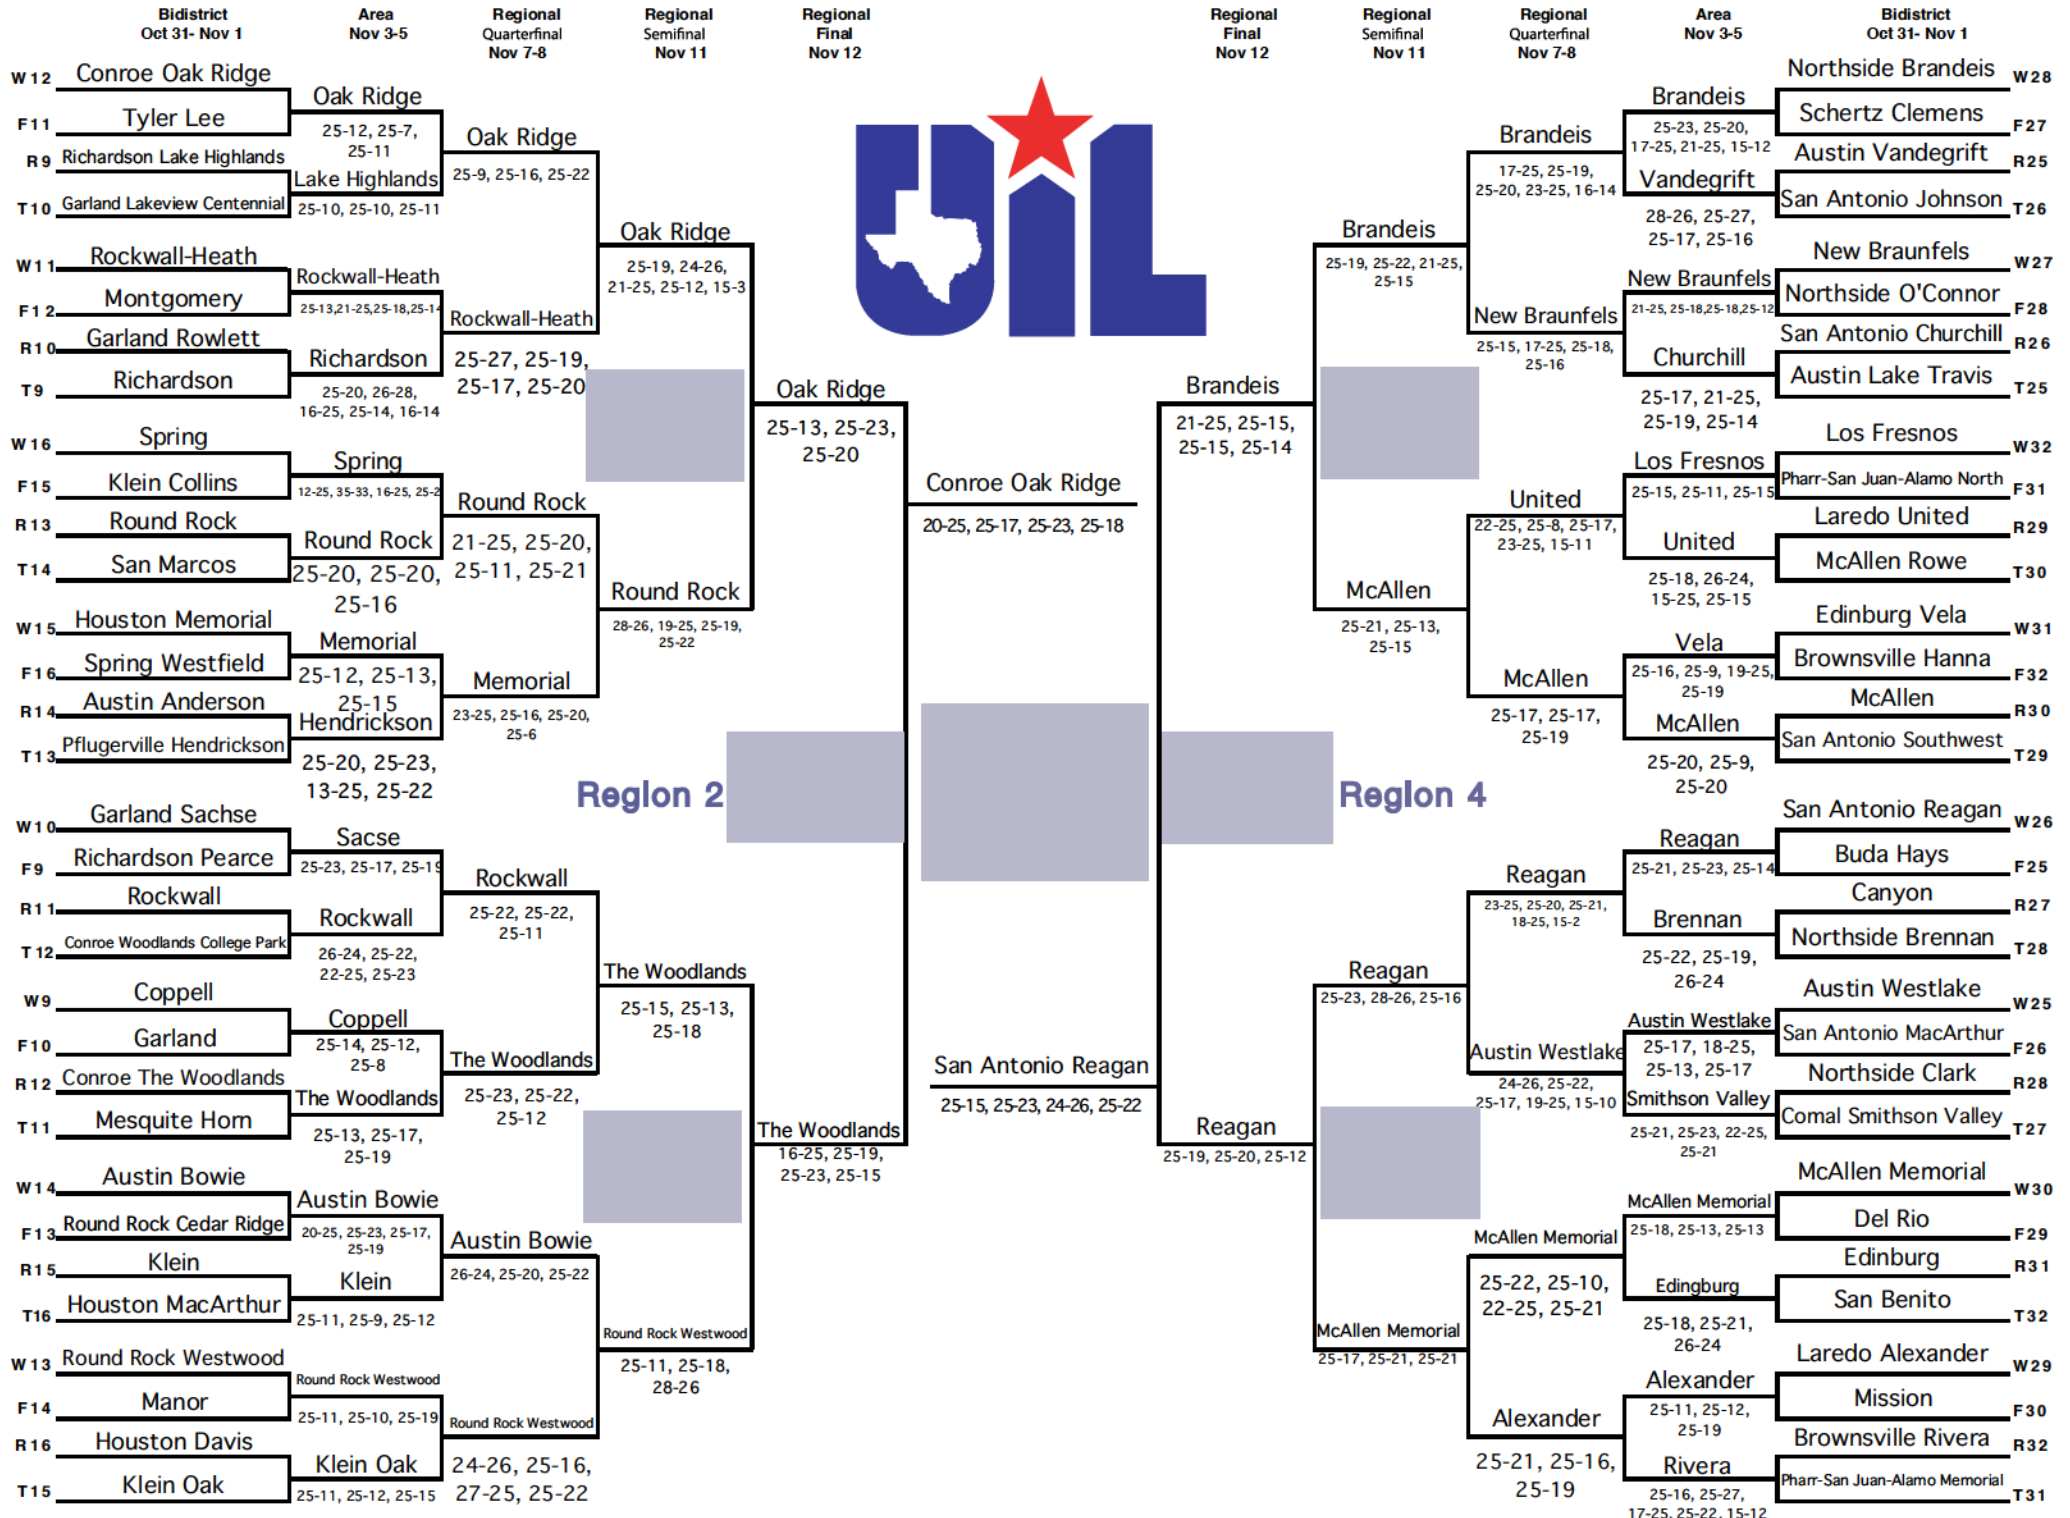 Bidistrict
Oct 31- Nov 1
Area
Nov 3-5
Regional
Quarterfinal
Nov 7-8
Regional
Semifinal
Nov 11
Regional
Final
Nov 12
Regional
Final
Nov 12
Regional
Semifinal
Nov 11
Regional
Quarterfinal
Nov 7-8
Area
Nov 3-5
Bidistrict
Oct 31- Nov 1
W12 Conroe Oak Ridge
F11 Tyler Lee
R9 Richardson Lake Highlands
T10 Garland Lakeview Centennial
W11 Rockwall-Heath
F12 Montgomery
R10 Garland Rowlett
T9 Richardson
W16 Spring
F15 Klein Collins
R13 Round Rock
T14 San Marcos
W15 Houston Memorial
F16 Spring Westfield
R14 Austin Anderson
T13 Pflugerville Hendrickson
W10 Garland Sachse
F9 Richardson Pearce
R11 Rockwall
T12 Conroe Woodlands College Park
W9 Coppell
F10 Garland
R12 Conroe The Woodlands
T11 Mesquite Horn
W14 Austin Bowie
F13 Round Rock Cedar Ridge
R15 Klein
T16 Houston MacArthur
W13 Round Rock Westwood
F14 Manor
R16 Houston Davis
T15 Klein Oak
Oak Ridge
25-12, 25-7,
25-11
Lake Highlands
25-10, 25-10, 25-11
Rockwall-Heath
25-13,21-25,25-18,25-14
Richardson
25-20, 26-28,
16-25, 25-14, 16-14
Spring
12-25, 35-33, 16-25, 25-2
Round Rock
25-20, 25-20,
25-16
Memorial
25-12, 25-13,
25-15
Hendrickson
25-20, 25-23,
13-25, 25-22
Sacse
25-23, 25-17, 25-19
Rockwall
26-24, 25-22,
22-25, 25-23
Coppell
25-14, 25-12,
25-8
The Woodlands
25-13, 25-17,
25-19
Austin Bowie
20-25, 25-23, 25-17,
25-19
Klein
25-11, 25-9, 25-12
Round Rock Westwood
25-11, 25-10, 25-19
Klein Oak
25-11, 25-12, 25-15
Oak Ridge
25-9, 25-16, 25-22
Rockwall-Heath
25-27, 25-19,
25-17, 25-20
Round Rock
21-25, 25-20,
25-11, 25-21
Memorial
23-25, 25-16, 25-20,
25-6
Rockwall
25-22, 25-22,
25-11
The Woodlands
25-23, 25-22,
25-12
Austin Bowie
26-24, 25-20, 25-22
Round Rock Westwood
24-26, 25-16,
27-25, 25-22
Oak Ridge
25-19, 24-26,
21-25, 25-12, 15-3
Round Rock
28-26, 19-25, 25-19,
25-22
The Woodlands
25-15, 25-13,
25-18
Round Rock Westwood
25-11, 25-18,
28-26
Oak Ridge
25-13, 25-23,
25-20
The Woodlands
16-25, 25-19,
25-23, 25-15
Region 2
UIL
Conroe Oak Ridge
20-25, 25-17, 25-23, 25-18
San Antonio Reagan
25-15, 25-23, 24-26, 25-22
Region 4
Brandeis
21-25, 25-15,
25-15, 25-14
Reagan
25-19, 25-20, 25-12
Brandeis
25-19, 25-22, 21-25,
25-15
McAllen
25-21, 25-13,
25-15
Reagan
25-23, 28-26, 25-16
McAllen Memorial
25-17, 25-21, 25-21
Brandeis
17-25, 25-19,
25-20, 23-25, 16-14
New Braunfels
25-15, 17-25, 25-18,
25-16
United
22-25, 25-8, 25-17,
23-25, 15-11
McAllen
25-17, 25-17,
25-19
Reagan
23-25, 25-20, 25-21,
18-25, 15-2
Austin Westlake
24-26, 25-22,
25-17, 19-25, 15-10
McAllen Memorial
25-22, 25-10,
22-25, 25-21
Alexander
25-21, 25-16,
25-19
Brandeis
25-23, 25-20,
17-25, 21-25, 15-12
Vandegrift
28-26, 25-27,
25-17, 25-16
New Braunfels
21-25, 25-18,25-18,25-12
Churchill
25-17, 21-25,
25-19, 25-14
Los Fresnos
25-15, 25-11, 25-15
United
25-18, 26-24,
15-25, 25-15
Vela
25-16, 25-9, 19-25,
25-19
McAllen
25-20, 25-9,
25-20
Reagan
25-21, 25-23, 25-14
Brennan
25-22, 25-19,
26-24
Austin Westlake
25-17, 18-25,
25-13, 25-17
Smithson Valley
25-21, 25-23, 22-25,
25-21
McAllen Memorial
25-18, 25-13, 25-13
Edingburg
25-18, 25-21,
26-24
Alexander
25-11, 25-12,
25-19
Rivera
25-16, 25-27,
17-25, 25-22, 15-12
Northside Brandeis W28
Schertz Clemens F27
Austin Vandegrift R25
San Antonio Johnson T26
New Braunfels W27
Northside O'Connor F28
San Antonio Churchill R26
Austin Lake Travis T25
Los Fresnos W32
Pharr-San Juan-Alamo North F31
Laredo United R29
McAllen Rowe T30
Edinburg Vela W31
Brownsville Hanna F32
McAllen R30
San Antonio Southwest T29
San Antonio Reagan W26
Buda Hays F25
Canyon R27
Northside Brennan T28
Austin Westlake W25
San Antonio MacArthur F26
Northside Clark R28
Comal Smithson Valley T27
McAllen Memorial W30
Del Rio F29
Edinburg R31
San Benito T32
Laredo Alexander W29
Mission F30
Brownsville Rivera R32
Pharr-San Juan-Alamo Memorial T31